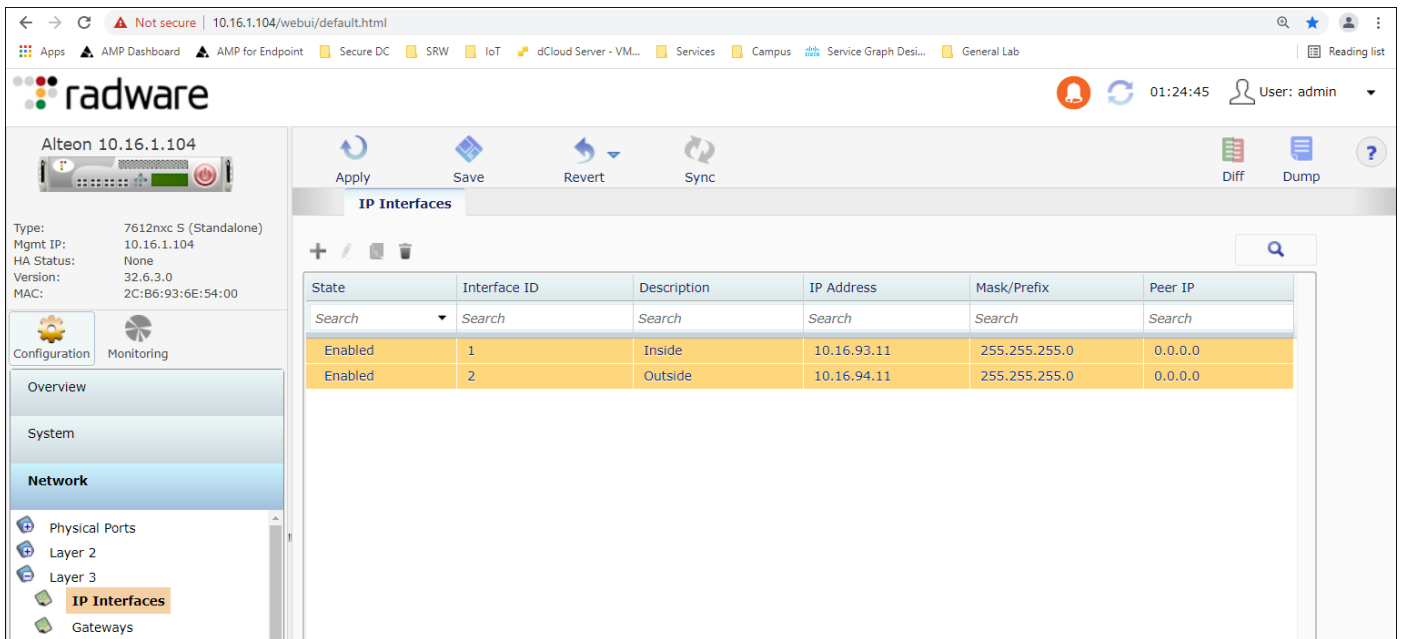 Not secure | 10.16.1.104/webui/default.html
Apps AMP Dashboard AMP for Endpoint Secure DC SRW IoT dCloud Server - VM... Services Campus Service Graph Desi... General Lab Reading list
radware 01:24:45 User: admin
Alteon 10.16.1.104
Apply Save Revert Sync Diff Dump ?
IP Interfaces
Type: 7612nxc S (Standalone)
Mgmt IP: 10.16.1.104
HA Status: None
Version: 32.6.3.0
MAC: 2C:B6:93:6E:54:00
State Interface ID Description IP Address Mask/Prefix Peer IP
Search Search Search Search Search Search
Enabled 1 Inside 10.16.93.11 255.255.255.0 0.0.0.0
Enabled 2 Outside 10.16.94.11 255.255.255.0 0.0.0.0
Configuration Monitoring
Overview
System
Network
Physical Ports
Layer 2
Layer 3
IP Interfaces
Gateways